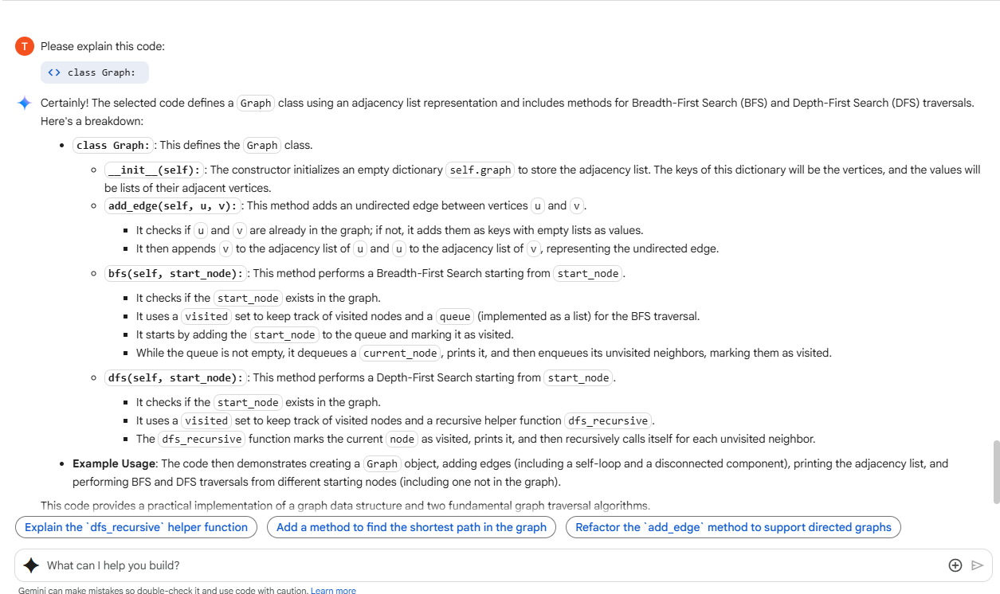 T Please explain this code:
<> class Graph:
Certainly! The selected code defines a Graph class using an adjacency list representation and includes methods for Breadth-First Search (BFS) and Depth-First Search (DFS) traversals.
Here's a breakdown:
• class Graph: : This defines the Graph class.
○ __init__(self): : The constructor initializes an empty dictionary self.graph to store the adjacency list. The keys of this dictionary will be the vertices, and the values will
be lists of their adjacent vertices.
○ add_edge(self, u, v): : This method adds an undirected edge between vertices u and v.
▪ It checks if u and v are already in the graph; if not, it adds them as keys with empty lists as values.
▪ It then appends v to the adjacency list of u and u to the adjacency list of v, representing the undirected edge.
○ bfs(self, start_node): : This method performs a Breadth-First Search starting from start_node.
▪ It checks if the start_node exists in the graph.
▪ It uses a visited set to keep track of visited nodes and a queue (implemented as a list) for the BFS traversal.
▪ It starts by adding the start_node to the queue and marking it as visited.
▪ While the queue is not empty, it dequeues a current_node, prints it, and then enqueues its unvisited neighbors, marking them as visited.
○ dfs(self, start_node): : This method performs a Depth-First Search starting from start_node.
▪ It checks if the start_node exists in the graph.
▪ It uses a visited set to keep track of visited nodes and a recursive helper function dfs_recursive.
▪ The dfs_recursive function marks the current node as visited, prints it, and then recursively calls itself for each unvisited neighbor.
• Example Usage: The code then demonstrates creating a Graph object, adding edges (including a self-loop and a disconnected component), printing the adjacency list, and
performing BFS and DFS traversals from different starting nodes (including one not in the graph).
This code provides a practical implementation of a graph data structure and two fundamental graph traversal algorithms.
Explain the `dfs_recursive` helper function Add a method to find the shortest path in the graph Refactor the `add_edge` method to support directed graphs
What can I help you build?
Gemini can make mistakes so double-check it and use code with caution. Learn more